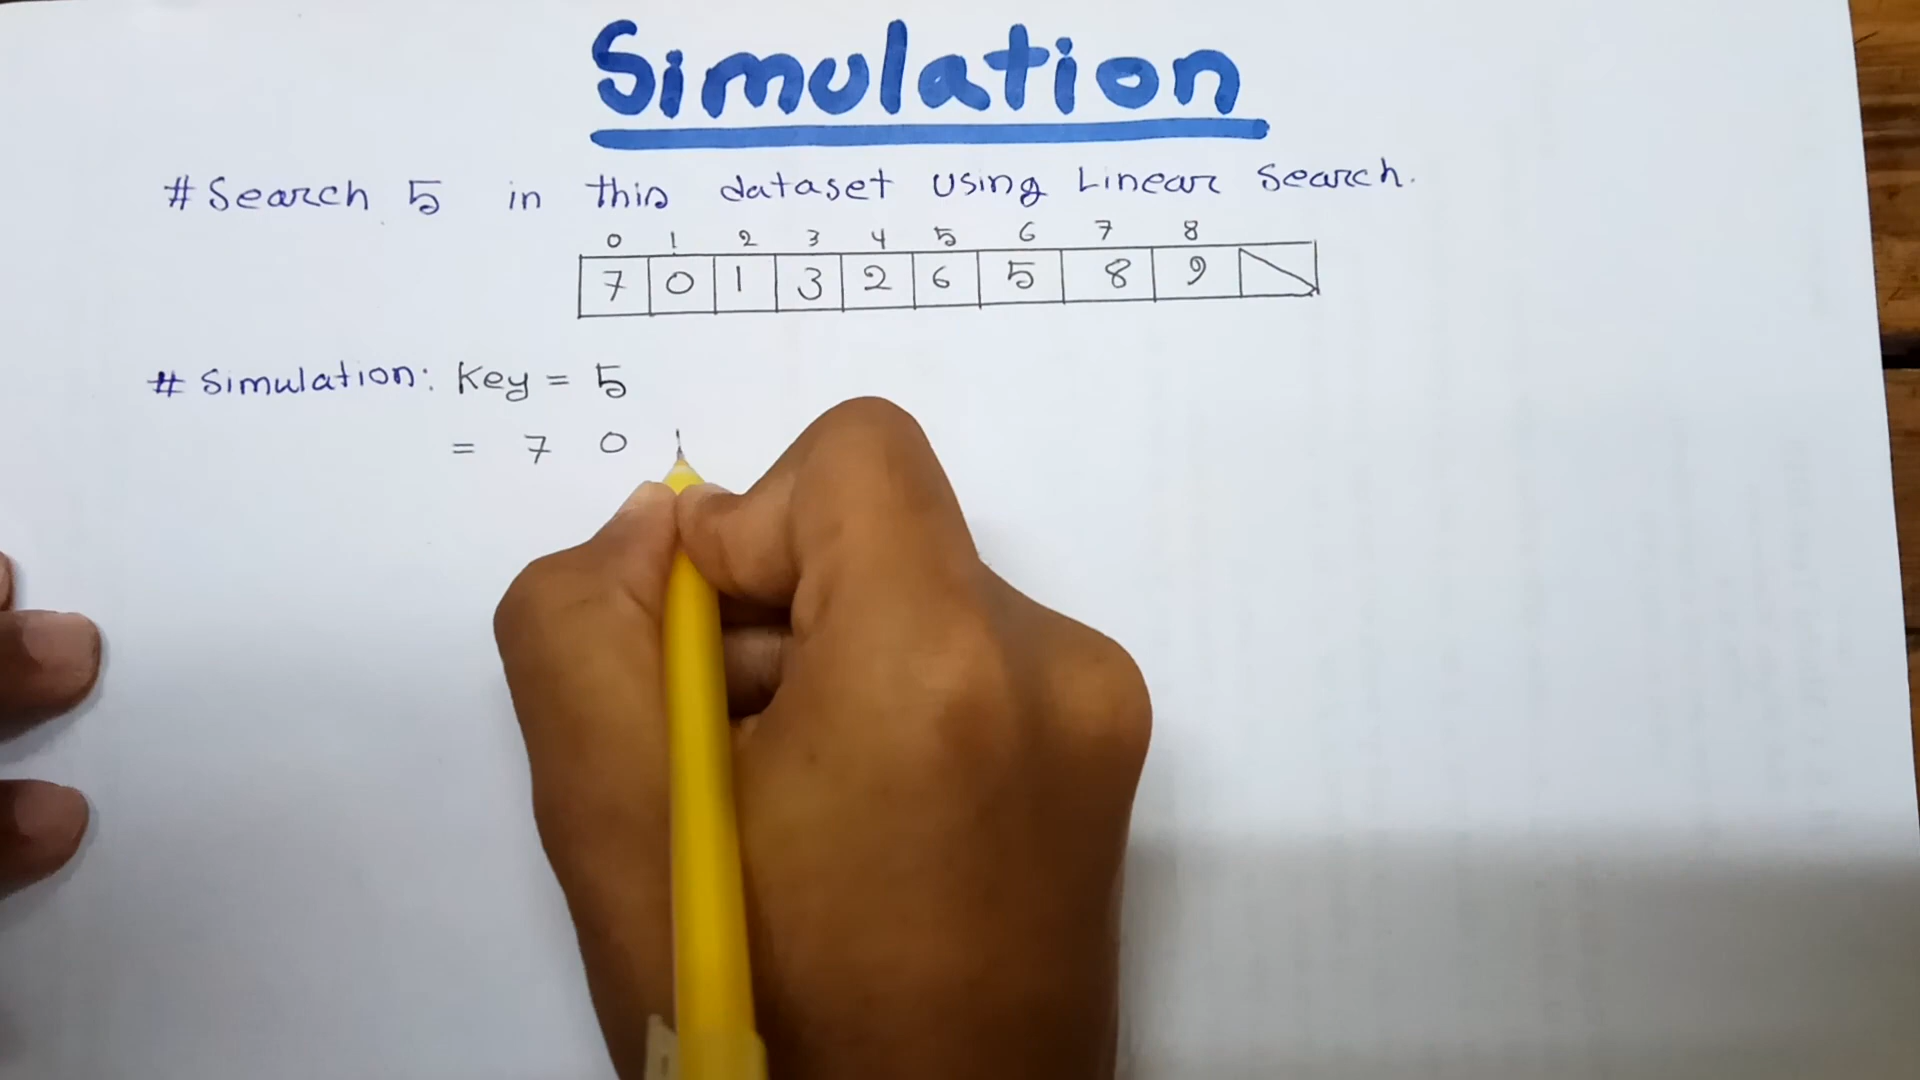 Simulation
# Search 5 in this dataset using Linear Search.
0 1 2 3 4 5 6 7 8
7 0 1 3 2 6 5 8 9
# Simulation: Key = 5
= 7 0 1